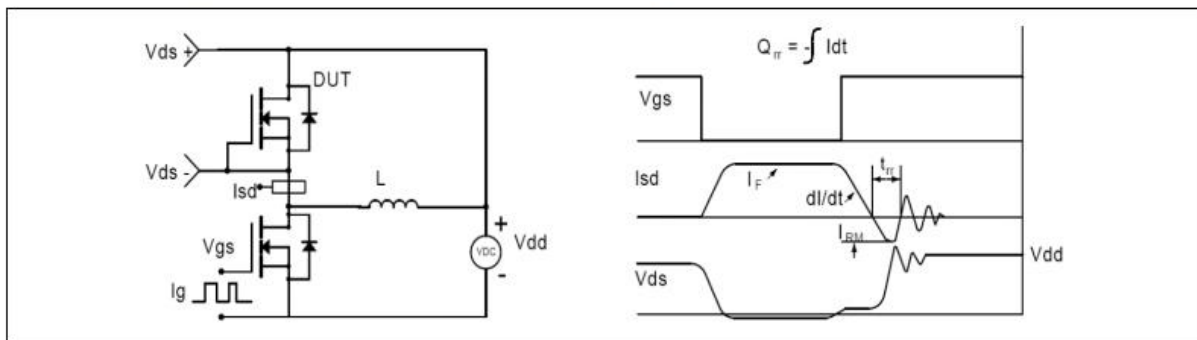 Vds +
DUT
Vds -
Isd
L
+
Vdd
VDC
-
Vgs
Ig
Qrr = -∫ Idt
Vgs
Isd
IF
dI/dt
trr
IRM
Vds
Vdd